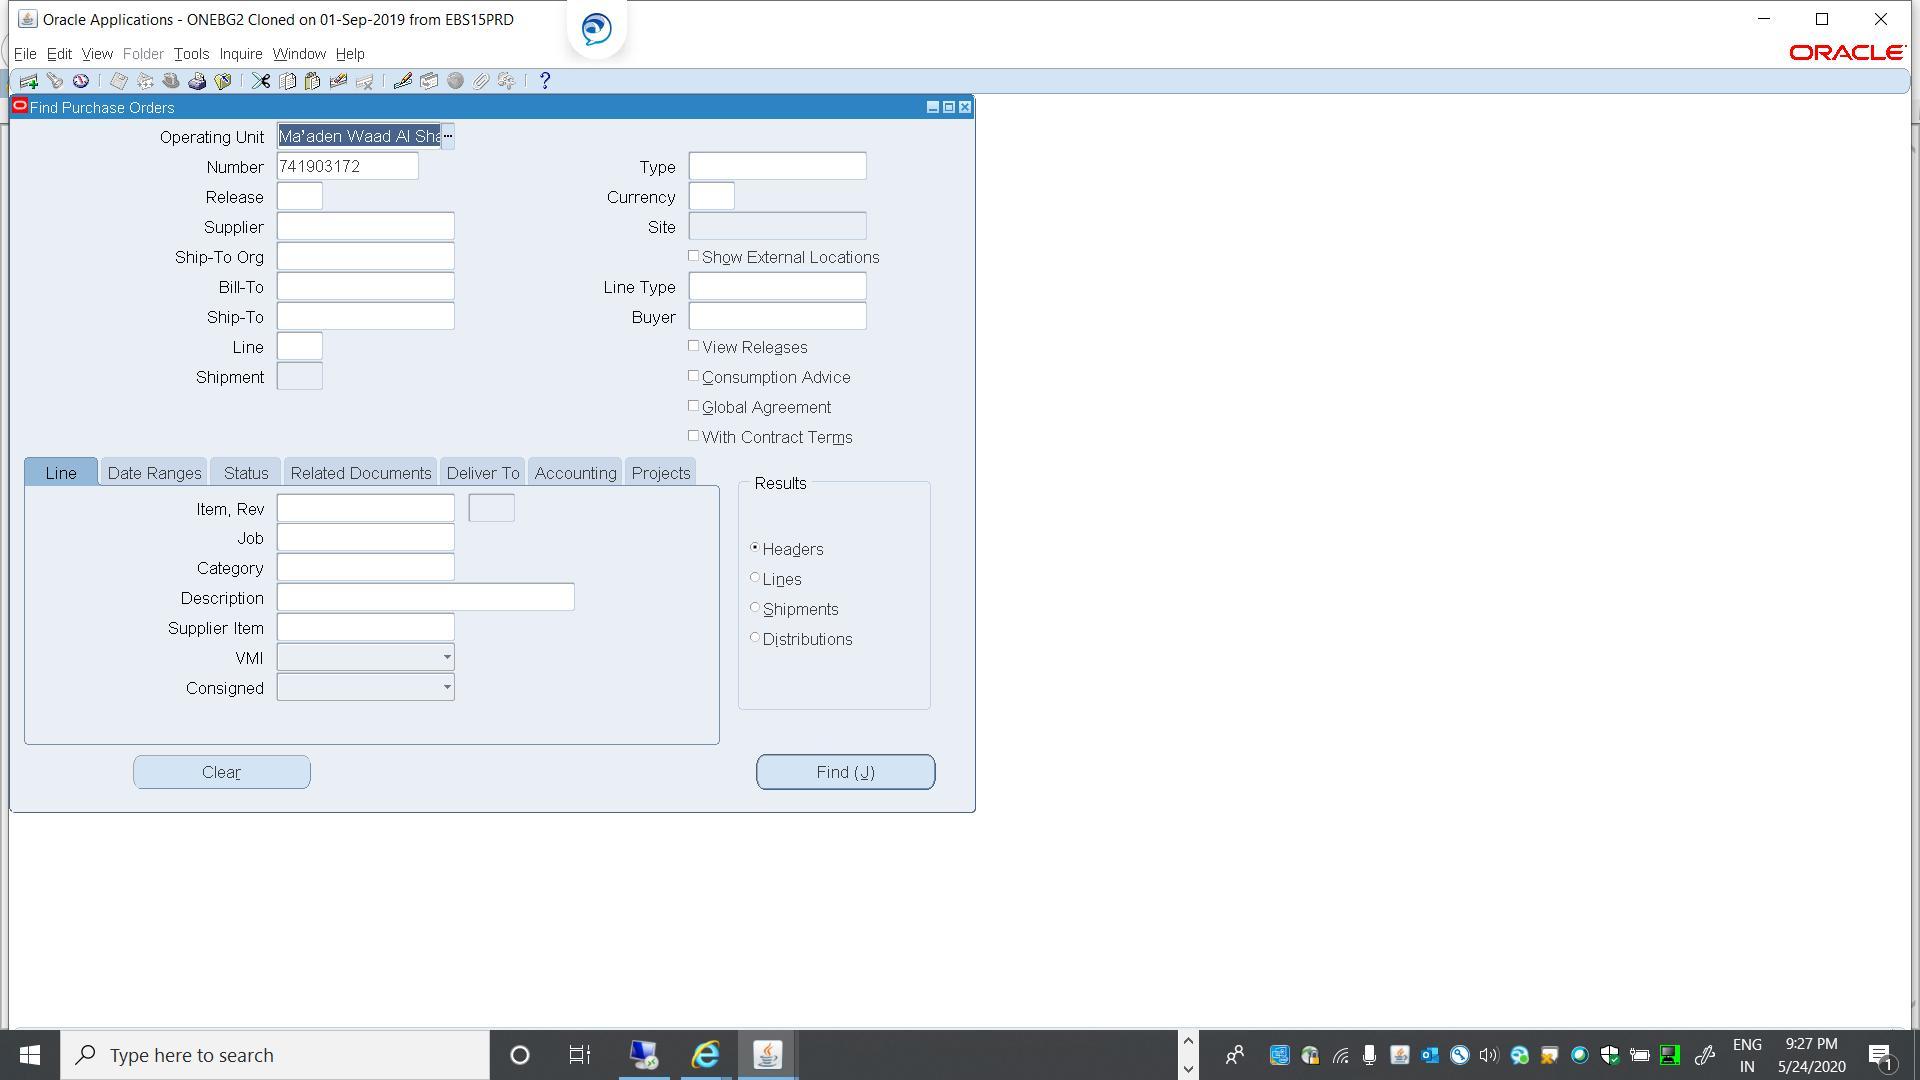 Oracle Applications - ONEBG2 Cloned on 01-Sep-2019 from EBS15PRD
File Edit View Folder Tools Inquire Window Help
ORACLE
Find Purchase Orders
Operating Unit Ma'aden Waad Al Sha
Number 741903172 Type
Release Currency
Supplier Site
Ship-To Org Show External Locations
Bill-To Line Type
Ship-To Buyer
Line View Releases
Shipment Consumption Advice
Global Agreement
With Contract Terms
Line Date Ranges Status Related Documents Deliver To Accounting Projects
Results
Item, Rev
Job Headers
Category Lines
Description Shipments
Supplier Item Distributions
VMI
Consigned
Clear Find (J)
Type here to search
ENG 9:27 PM
IN 5/24/2020 1